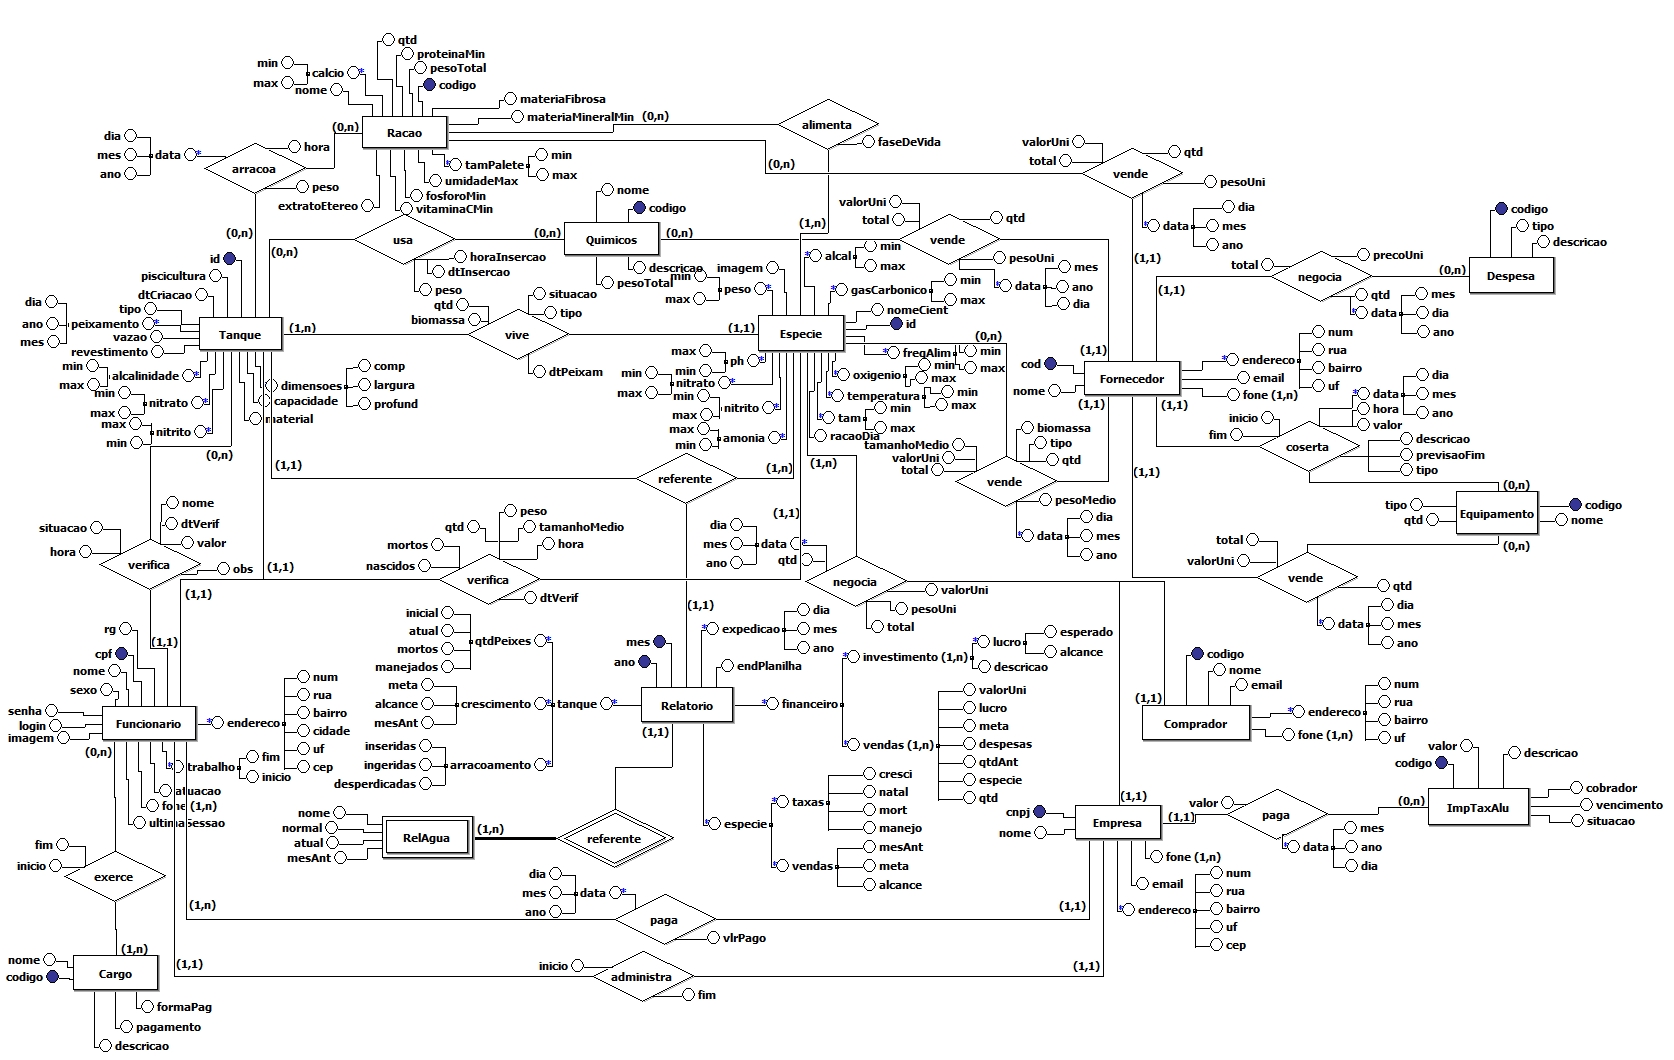 qtd
proteinaMin
min
calcio
pesoTotal
max
nome
codigo
materiaFibrosa
materiaMineralMin
(0,n)
Racao
(0,n)
alimenta
faseDeVida
dia
mes
data
ano
hora
arracoa
peso
extratoEtereo
tamPalete
min
max
umidadeMax
fosforoMin
vitaminaCMin
(0,n)
valorUni
total
qtd
vende
pesoUni
data
dia
mes
ano
nome
codigo
(0,n)
(0,n)
usa
(0,n)
Quimicos
(0,n)
horaInsercao
dtInsercao
peso
descricao
pesoTotal
(1,n)
valorUni
total
qtd
vende
pesoUni
data
mes
ano
dia
(1,1)
codigo
tipo
descricao
precoUni
total
negocia
(0,n)
Despesa
(1,1)
qtd
data
mes
dia
ano
id
piscicultura
dtCriacao
dia
tipo
ano
peixamento
mes
vazao
revestimento
Tanque
(1,n)
min
alcalinidade
max
min
nitrato
max
max
nitrito
min
dimensoes
comp
largura
profund
capacidade
material
(0,n)
(1,1)
qtd
biomassa
situacao
tipo
vive
dtPeixam
(1,1)
min
peso
max
imagem
alcal
min
max
gasCarbonico
min
max
nomeCient
id
Especie
(0,n)
freqAlim
min
max
max
ph
min
min
nitrato
max
min
nitrito
max
max
amonia
min
oxigenio
min
max
temperatura
min
max
tam
min
max
racaoDia
referente
(1,n)
(1,n)
(1,1)
cod
nome
Fornecedor
(1,1)
(1,1)
endereco
num
rua
bairro
uf
email
fone (1,n)
inicio
fim
data
dia
mes
ano
hora
valor
coserta
descricao
previsaoFim
tipo
(0,n)
tamanhoMedio
valorUni
total
biomassa
tipo
qtd
vende
pesoMedio
data
dia
mes
ano
(1,1)
tipo
qtd
Equipamento
codigo
nome
(0,n)
total
valorUni
vende
qtd
data
dia
mes
ano
nome
dtVerif
valor
situacao
hora
verifica
obs
(1,1)
(1,1)
(1,1)
qtd
peso
tamanhoMedio
hora
mortos
nascidos
verifica
dtVerif
(1,1)
dia
mes
data
ano
qtd
negocia
valorUni
pesoUni
total
(1,1)
rg
cpf
nome
sexo
senha
login
imagem
Funcionario
(0,n)
endereco
num
rua
bairro
cidade
uf
cep
trabalho
fim
inicio
atuacao
fone (1,n)
ultimaSessao
inicial
atual
mortos
manejados
qtdPeixes
meta
alcance
mesAnt
crescimento
inseridas
ingeridas
desperdicadas
arracoamento
tanque
mes
ano
Relatorio
(1,1)
expedicao
dia
mes
ano
endPlanilha
financeiro
investimento (1,n)
lucro
esperado
alcance
descricao
vendas (1,n)
valorUni
lucro
meta
despesas
qtdAnt
especie
qtd
especie
taxas
cresci
natal
mort
manejo
vendas
mesAnt
meta
alcance
nome
normal
atual
mesAnt
RelAgua
(1,n)
referente
codigo
nome
email
(1,1)
Comprador
endereco
num
rua
bairro
uf
fone (1,n)
valor
codigo
descricao
(0,n)
ImpTaxAlu
cobrador
vencimento
situacao
valor
paga
data
mes
ano
dia
(1,1)
cnpj
nome
Empresa
(1,1)
fone (1,n)
email
endereco
num
rua
bairro
uf
cep
fim
inicio
exerce
(1,n)
dia
mes
data
ano
paga
vlrPago
(1,1)
(1,n)
nome
codigo
Cargo
formaPag
pagamento
descricao
(1,1)
inicio
administra
fim
(1,1)